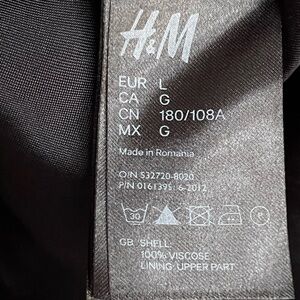 H&M
EUR L
CA G
CN 180/108A
MX G
Made in Romania
O/N 532720-8020
P/N 0161395: 6-2012
30
P
GB SHELL:
100% VISCOSE
LINING: UPPER PART